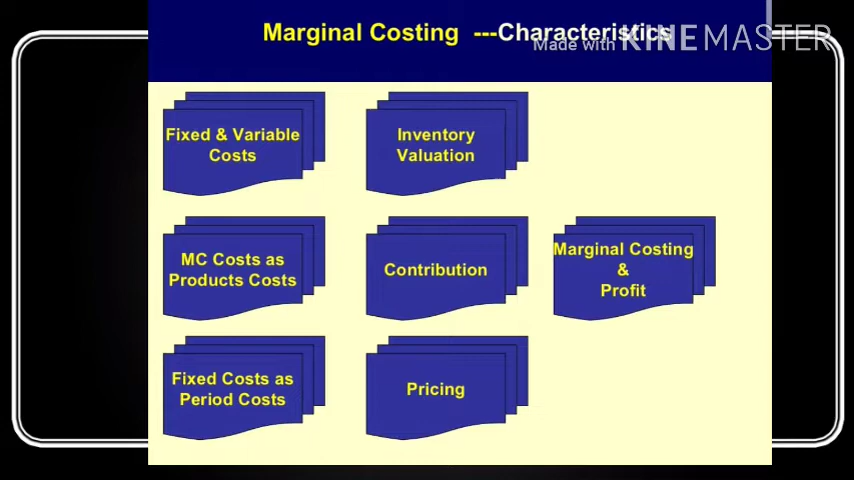 Marginal Costing ---Characteristics
Made with KINEMASTER
Fixed & Variable
Costs
Inventory
Valuation
MC Costs as
Products Costs
Contribution
Marginal Costing
&
Profit
Fixed Costs as
Period Costs
Pricing